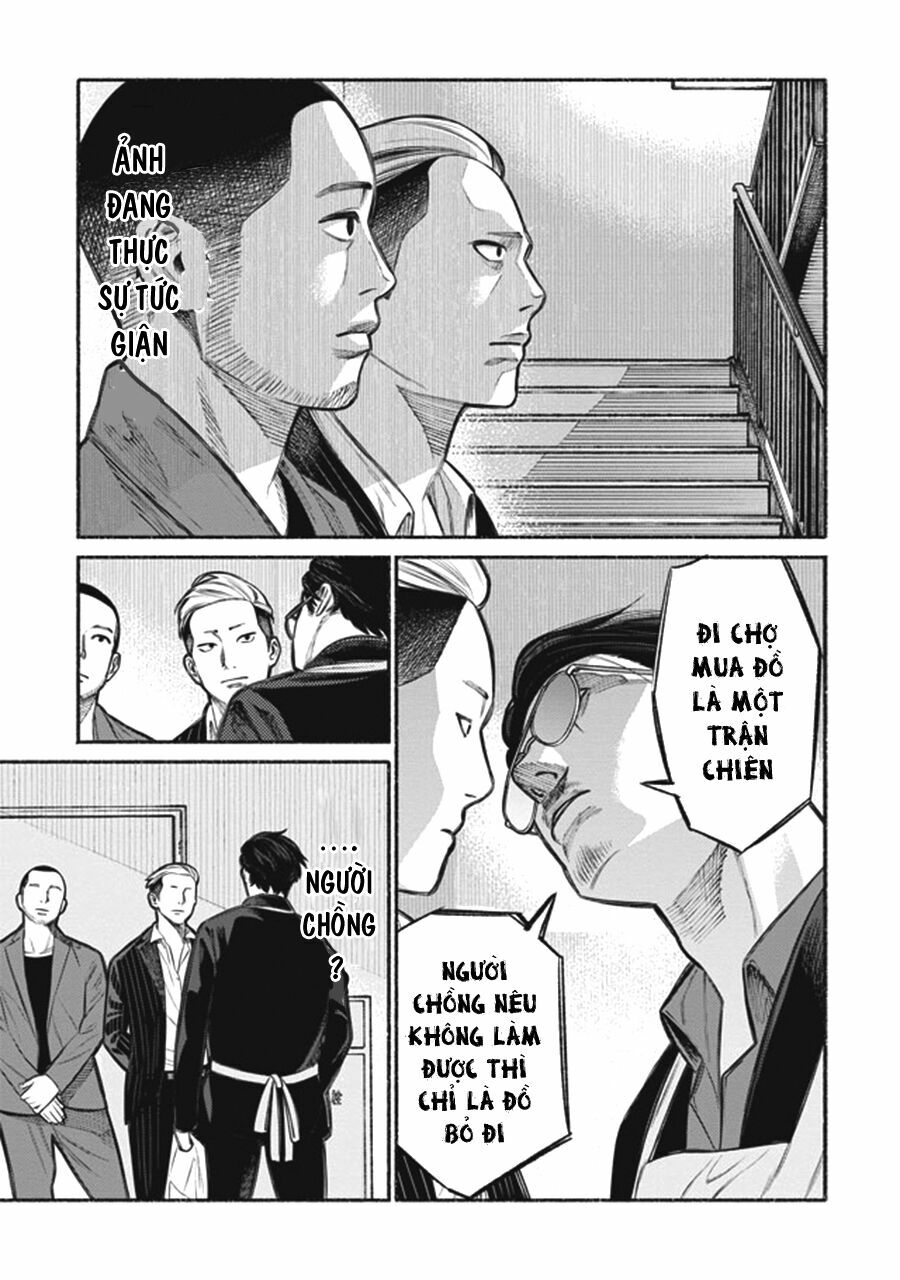 ẢNH
ĐANG
THỰC
SỰ TỨC
GIẬN
ĐI CHỢ
MUA ĐỒ
LÀ MỘT
TRẬN
CHIẾN
NGƯỜI
CHỒNG NÊU
KHÔNG LÀM
ĐƯỢC THÌ
CHỈ LÀ ĐỒ
BỎ ĐI
....
NGƯỜI
CHỒNG
?